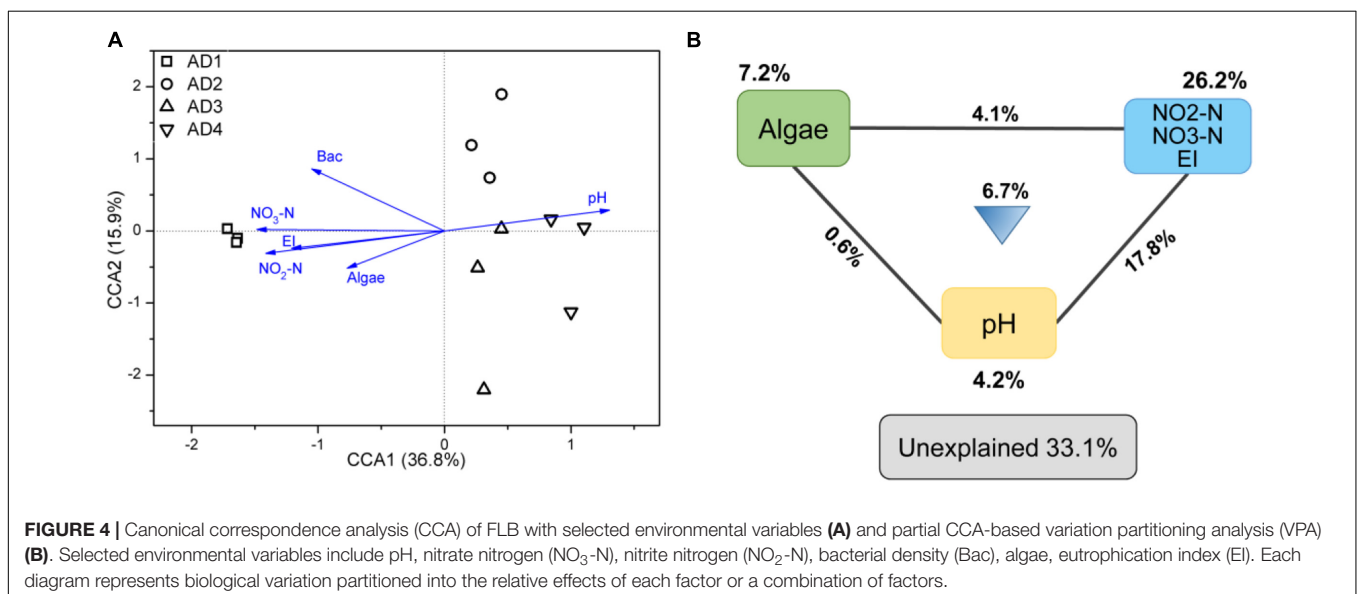 A
AD1
AD2
AD3
AD4
2
1
0
-1
-2
CCA2 (15.9%)
Bac
NO3-N
EI
NO2-N
Algae
pH
-2
-1
0
1
CCA1 (36.8%)
B
7.2%
Algae
4.1%
26.2%
NO2-N
NO3-N
EI
6.7%
0.6%
17.8%
pH
4.2%
Unexplained 33.1%
FIGURE 4 | Canonical correspondence analysis (CCA) of FLB with selected environmental variables (A) and partial CCA-based variation partitioning analysis (VPA)
(B). Selected environmental variables include pH, nitrate nitrogen (NO3-N), nitrite nitrogen (NO2-N), bacterial density (Bac), algae, eutrophication index (EI). Each
diagram represents biological variation partitioned into the relative effects of each factor or a combination of factors.